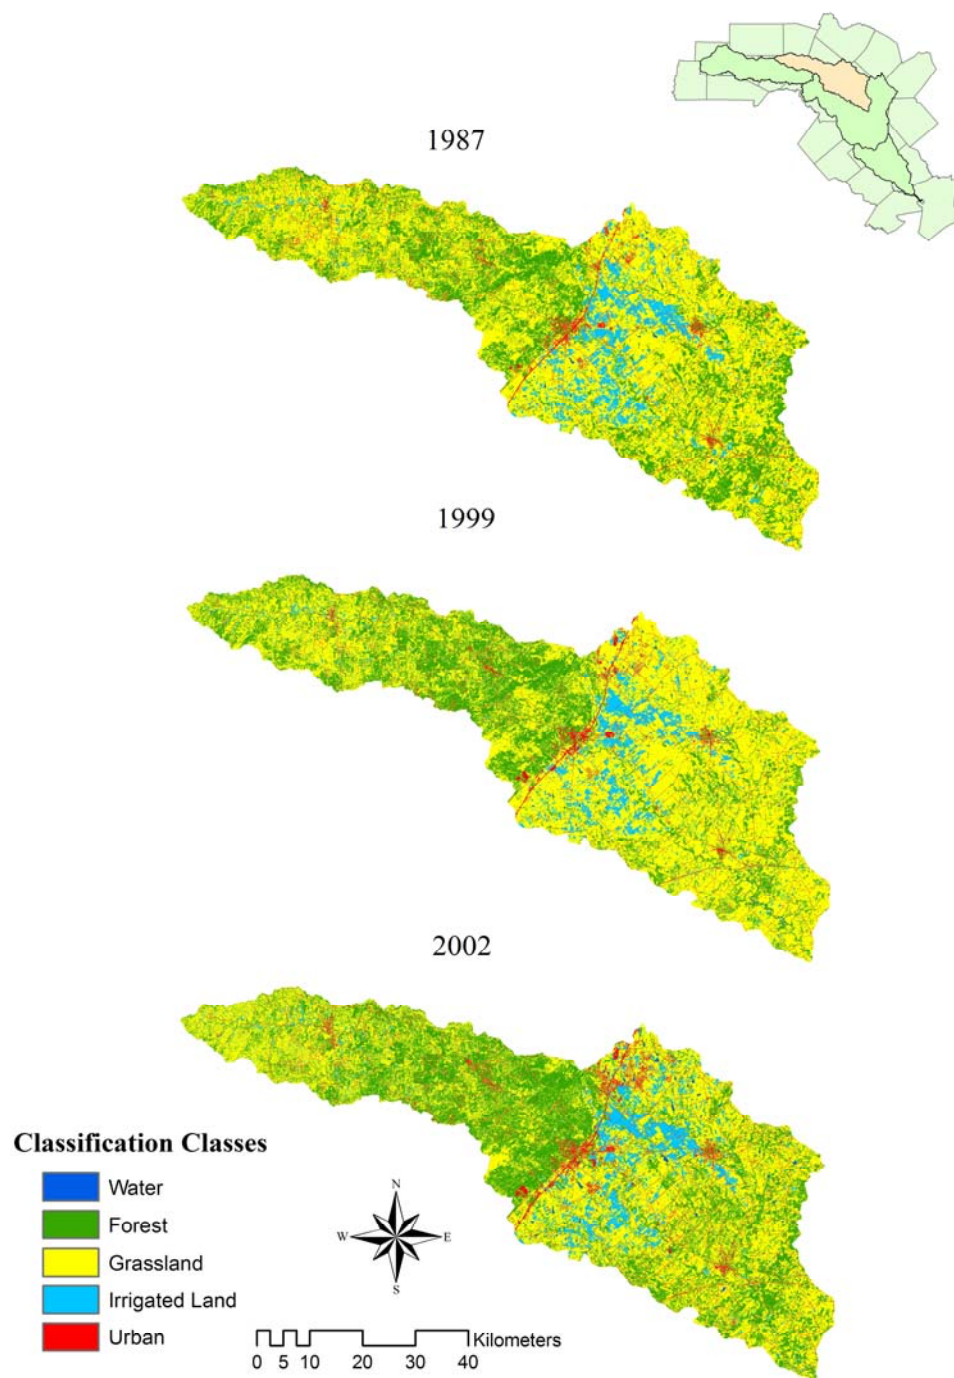 1987
1999
2002
Classification Classes
Water
Forest
Grassland
Irrigated Land
Urban
N
W E
S
Kilometers
0 5 10 20 30 40